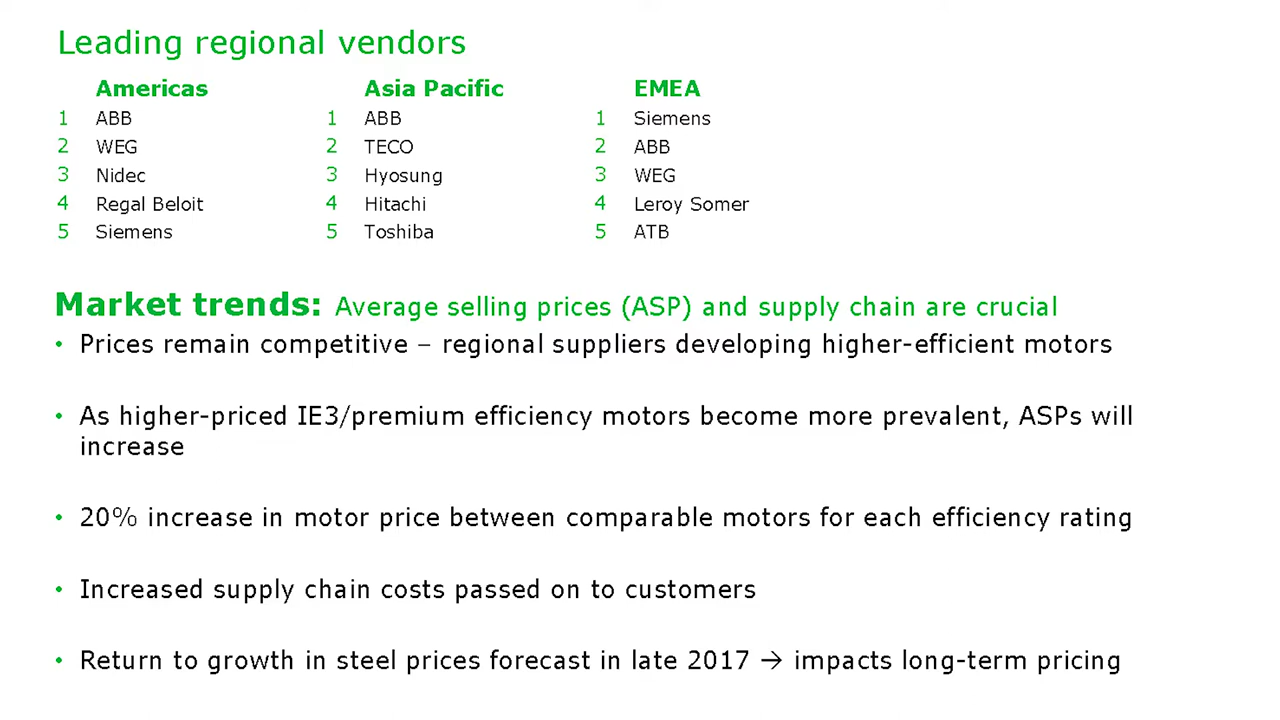 Leading regional vendors
Americas Asia Pacific EMEA
1 ABB 1 ABB 1 Siemens
2 WEG 2 TECO 2 ABB
3 Nidec 3 Hyosung 3 WEG
4 Regal Beloit 4 Hitachi 4 Leroy Somer
5 Siemens 5 Toshiba 5 ATB
Market trends: Average selling prices (ASP) and supply chain are crucial
• Prices remain competitive – regional suppliers developing higher-efficient motors
• As higher-priced IE3/premium efficiency motors become more prevalent, ASPs will
increase
• 20% increase in motor price between comparable motors for each efficiency rating
• Increased supply chain costs passed on to customers
• Return to growth in steel prices forecast in late 2017 → impacts long-term pricing